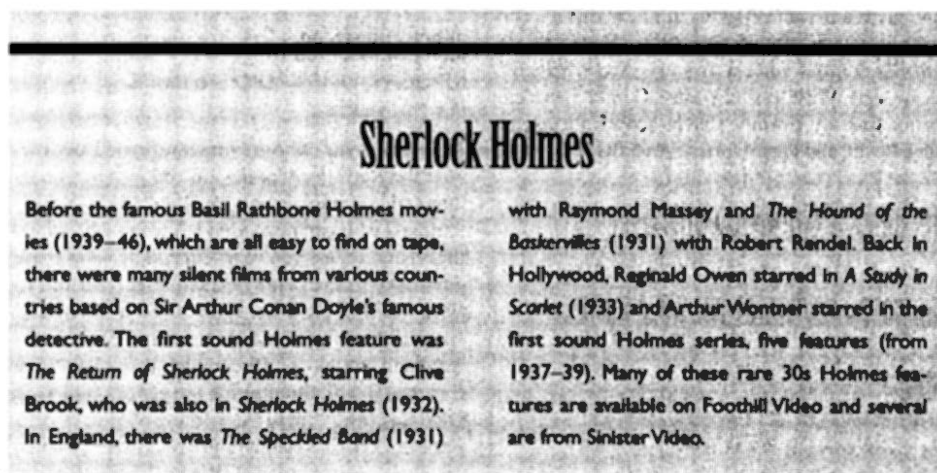 Sherlock Holmes
Before the famous Basil Rathbone Holmes mov-
ies (1939–46), which are all easy to find on tape,
there were many silent films from various coun-
tries based on Sir Arthur Conan Doyle's famous
detective. The first sound Holmes feature was
The Return of Sherlock Holmes, starring Clive
Brook, who was also in Sherlock Holmes (1932).
In England, there was The Speckled Band (1931)
with Raymond Massey and The Hound of the
Baskervilles (1931) with Robert Rendel. Back in
Hollywood, Reginald Owen starred in A Study in
Scarlet (1933) and Arthur Wontner starred in the
first sound Holmes series, five features (from
1937–39). Many of these rare 30s Holmes fea-
tures are available on Foothill Video and several
are from Sinister Video.